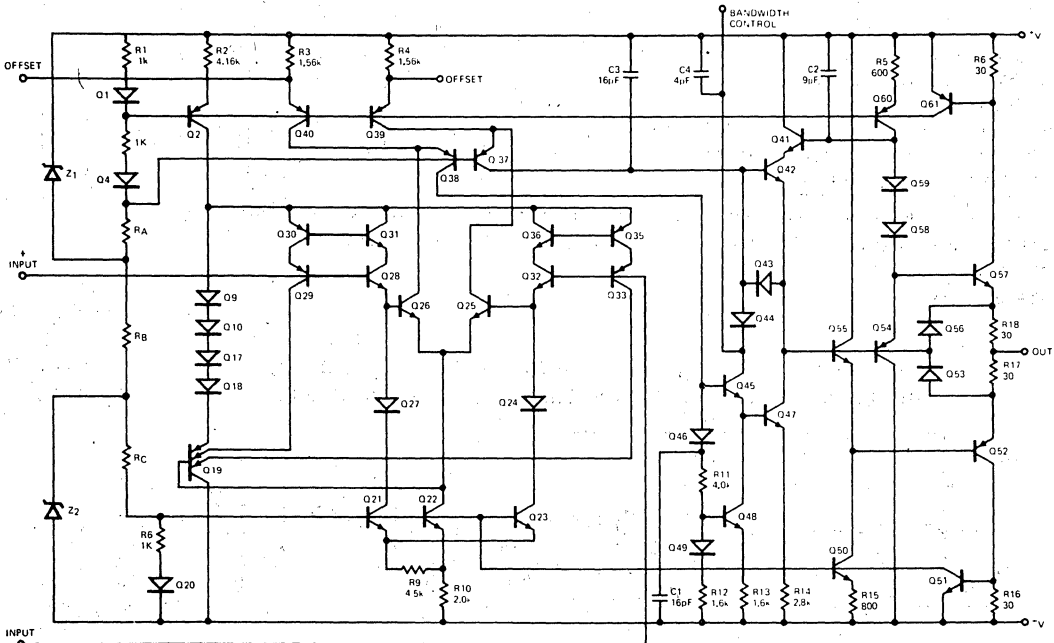 BANDWIDTH
CONTROL
+V
R1
1k
R2
4.16k
R3
1,56k
R4
1,56k
C3
16µF
C4
4µF
C2
9µF
R5
600
R6
30
OFFSET
OFFSET
Q1
Q60
Q61
Q2
Q40
Q39
Q41
1K
Q37
Q38
Q42
Z1
Q4
Q59
RA
Q58
Q30
Q31
Q36
Q35
+
INPUT
Q28
Q32
Q43
Q57
Q29
Q26
Q25
Q33
Q9
Q44
Q10
Q55
Q54
Q56
R18
30
OUT
RB
Q17
Q53
R17
30
Q18
Q45
Q27
Q24
Q47
Q46
Q52
RC
Q19
R11
4,0k
Z2
Q21
Q22
Q23
Q48
R6
1K
Q49
Q20
Q50
Q51
R9
4 5k
R10
2.0k
C1
16pF
R12
1,6k
R13
1,6k
R14
2,8k
R15
800
R16
30
-V
INPUT